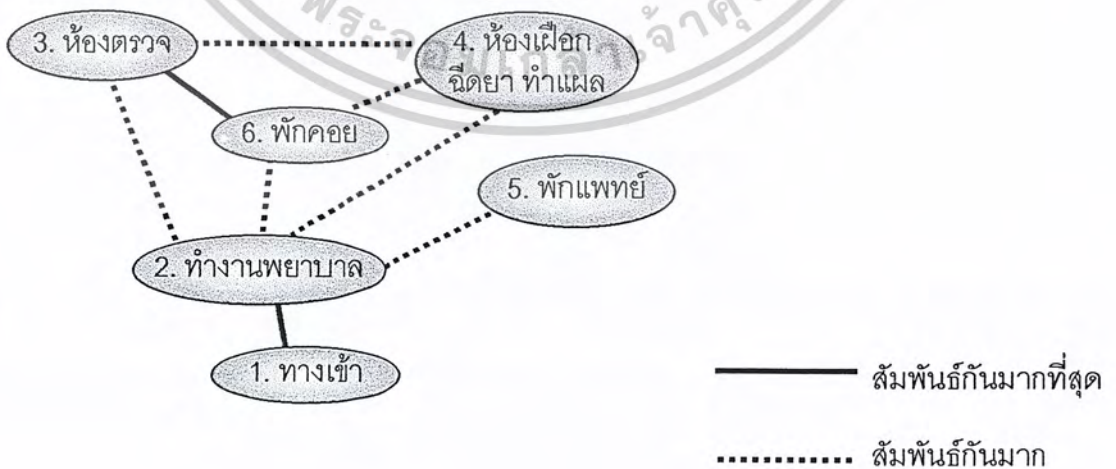 3. ห้องตรวจ
4. ห้องเฝือก
ฉีดยา ทำแผล
6. พักคอย
5. พักแพทย์
2. ทำงานพยาบาล
1. ทางเข้า
สัมพันธ์กันมากที่สุด
สัมพันธ์กันมาก